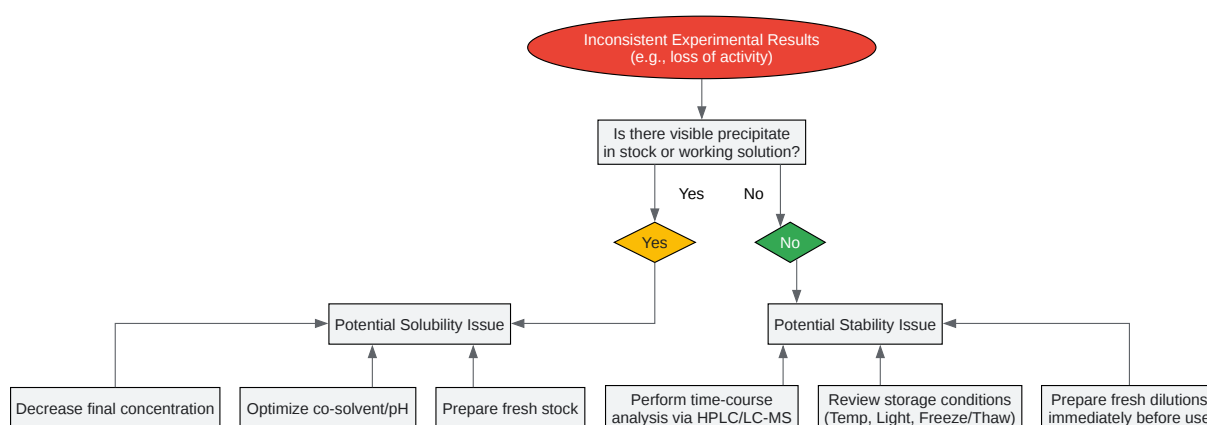 Inconsistent Experimental Results
(e.g., loss of activity)
Is there visible precipitate
in stock or working solution?
Yes
No
Yes
No
Potential Solubility Issue
Potential Stability Issue
Decrease final concentration
Optimize co-solvent/pH
Prepare fresh stock
Perform time-course
analysis via HPLC/LC-MS
Review storage conditions
(Temp, Light, Freeze/Thaw)
Prepare fresh dilutions
immediately before use